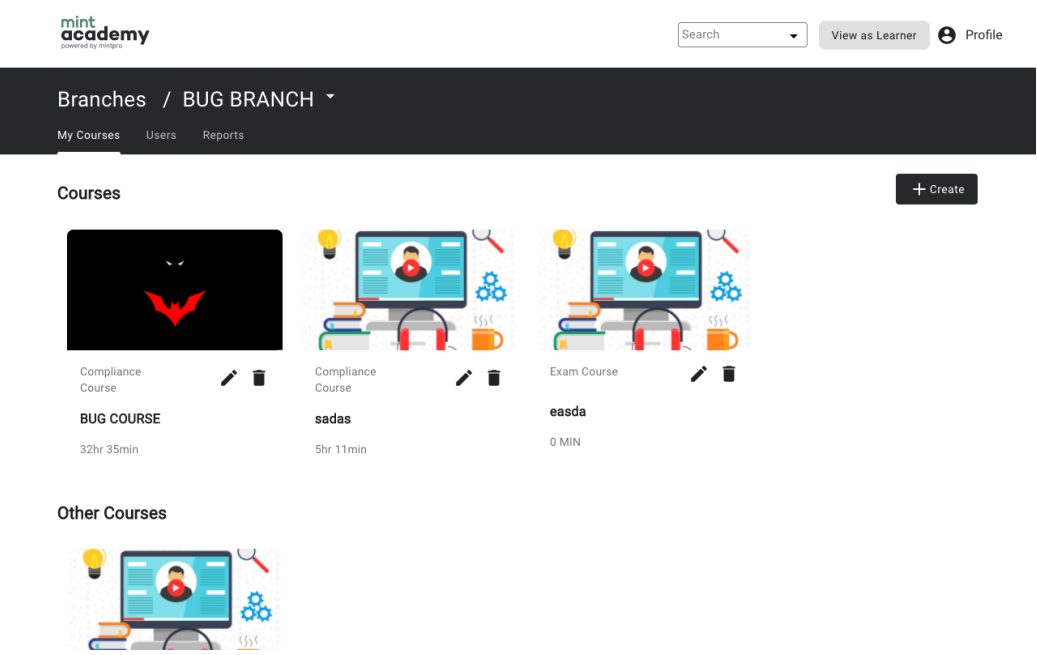 mint
academy
powered by mintpro
Search
View as Learner
Profile
Branches / BUG BRANCH
My Courses
Users
Reports
Courses
+ Create
Compliance
Course
BUG COURSE
32hr 35min
Compliance
Course
sadas
5hr 11min
Exam Course
easda
0 MIN
Other Courses